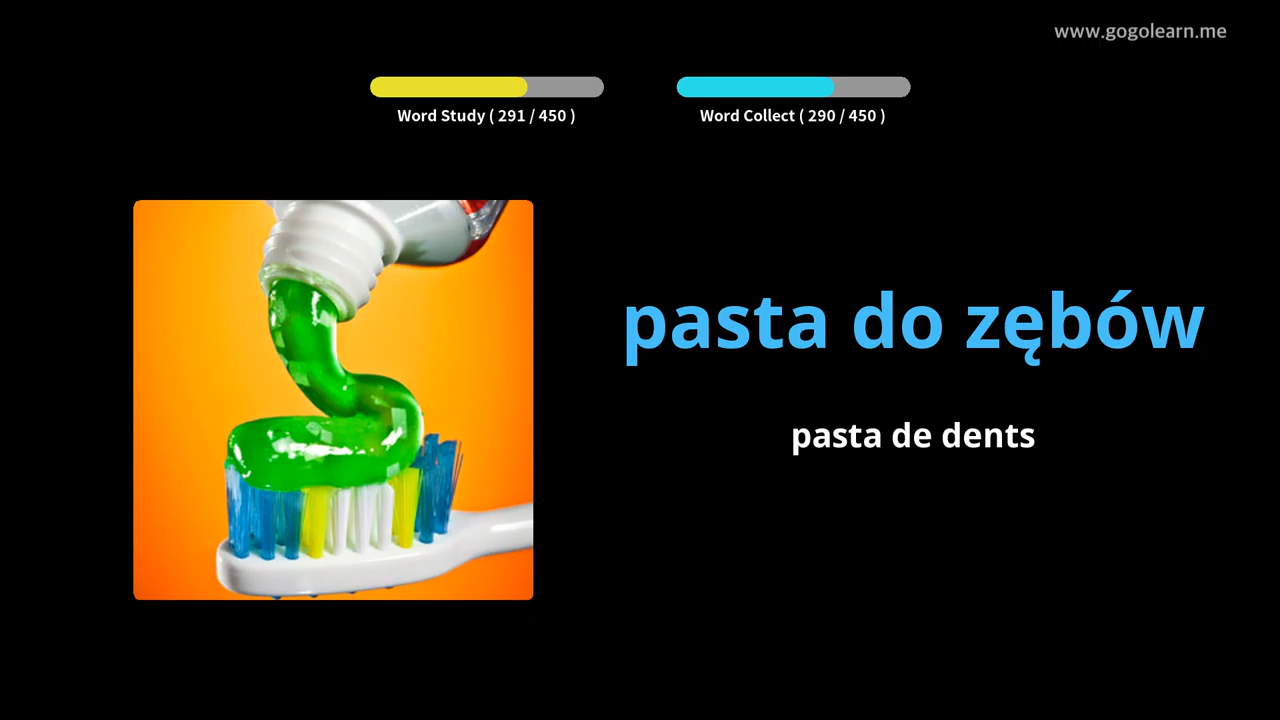 www.gogolearn.me
Word Study ( 291 / 450 )
Word Collect ( 290 / 450 )
pasta do zębów
pasta de dents